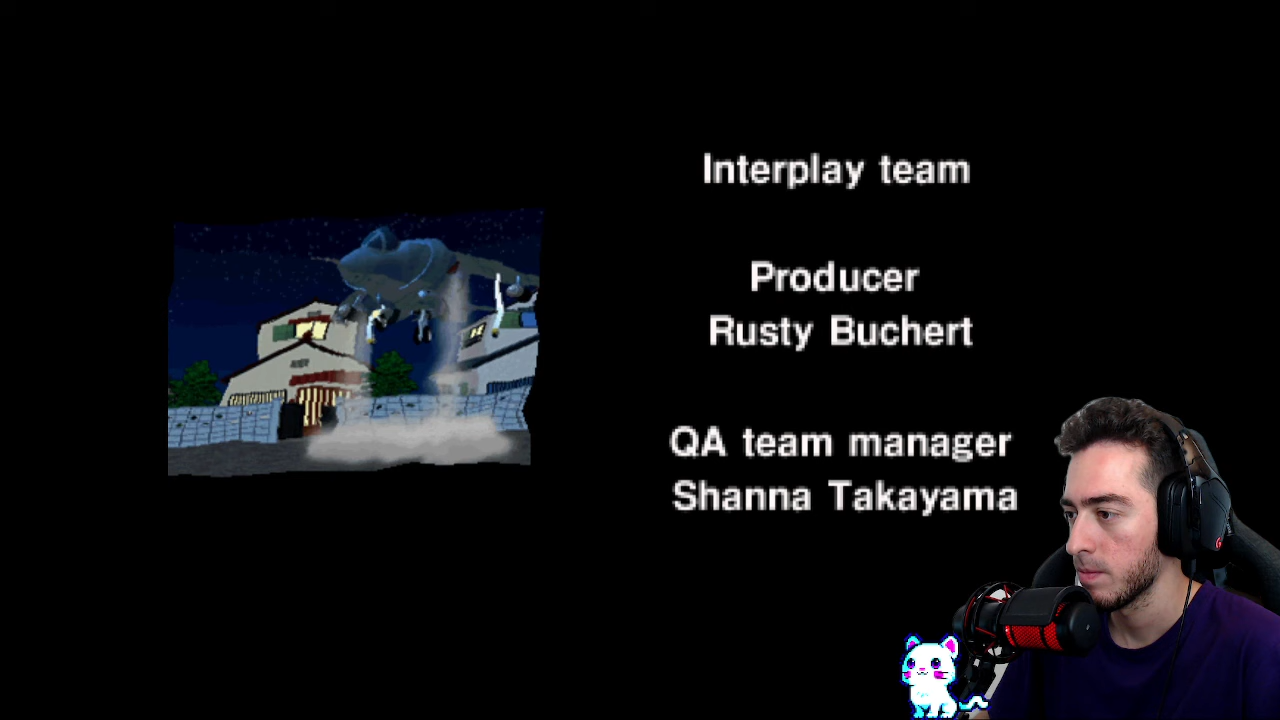 Interplay team
Producer
Rusty Buchert
QA team manager
Shanna Takayama